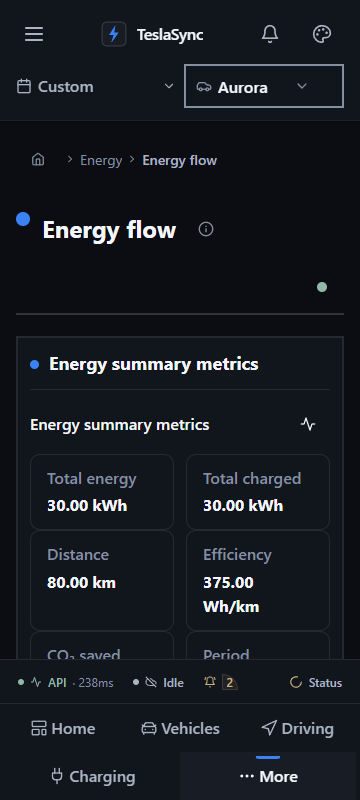 TeslaSync
Custom
Aurora
Energy
Energy flow
Energy flow
Energy summary metrics
Energy summary metrics
Total energy
Total charged
30.00 kWh
30.00 kWh
Distance
Efficiency
80.00 km
375.00
Wh/km
CO₂ saved
Period
API · 238ms
Idle
2
Status
Home
Vehicles
Driving
Charging
More